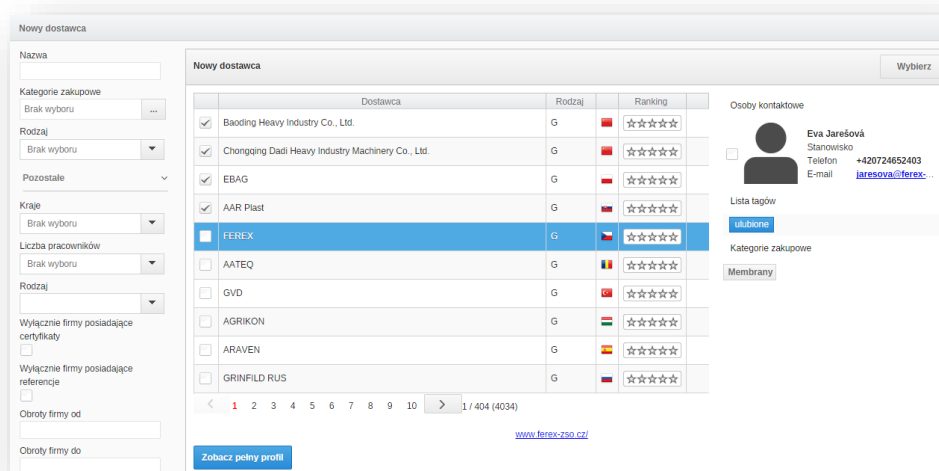 Nowy dostawca
Nazwa
Kategorie zakupowe
Brak wyboru ...
Rodzaj
Brak wyboru
Pozostałe
Kraje
Brak wyboru
Liczba pracowników
Brak wyboru
Rodzaj
Wyłącznie firmy posiadające
certyfikaty
Wyłącznie firmy posiadające
referencje
Obroty firmy od
Obroty firmy do
Nowy dostawca
Wybierz
Dostawca Rodzaj Ranking
Baoding Heavy Industry Co., Ltd. G
Chongqing Dadi Heavy Industry Machinery Co., Ltd. G
EBAG G
AAR Plast G
FEREX G
AATEQ G
GVD G
AGRIKON G
ARAVEN G
GRINFILD RUS G
1 2 3 4 5 6 7 8 9 10 1 / 404 (4034)
www.ferex-zso.cz/
Zobacz pełny profil
Osoby kontaktowe
Eva Jarešová
Stanowisko
Telefon +420724652403
E-mail jaresova@ferex-...
Lista tagów
ulubione
Kategorie zakupowe
Membrany